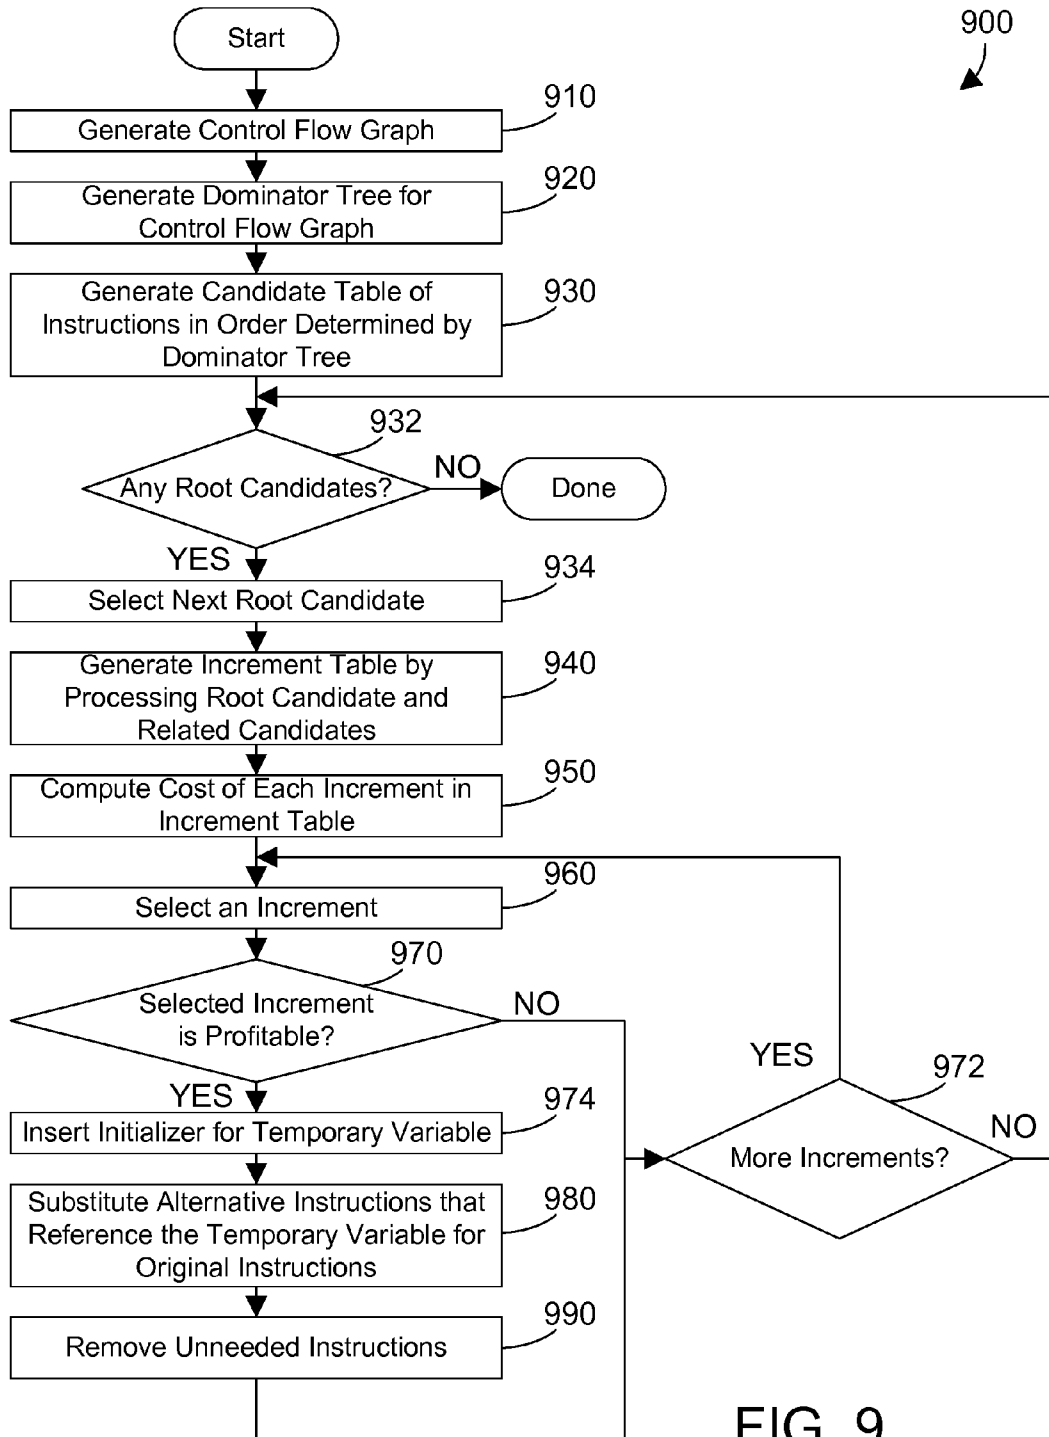 Start
900
910
Generate Control Flow Graph
920
Generate Dominator Tree for
Control Flow Graph
930
Generate Candidate Table of
Instructions in Order Determined by
Dominator Tree
932
Any Root Candidates?
NO
Done
YES
934
Select Next Root Candidate
940
Generate Increment Table by
Processing Root Candidate and
Related Candidates
950
Compute Cost of Each Increment in
Increment Table
960
Select an Increment
970
Selected Increment
is Profitable?
NO
YES
972
More Increments?
NO
YES
974
Insert Initializer for Temporary Variable
980
Substitute Alternative Instructions that
Reference the Temporary Variable for
Original Instructions
990
Remove Unneeded Instructions
FIG. 9